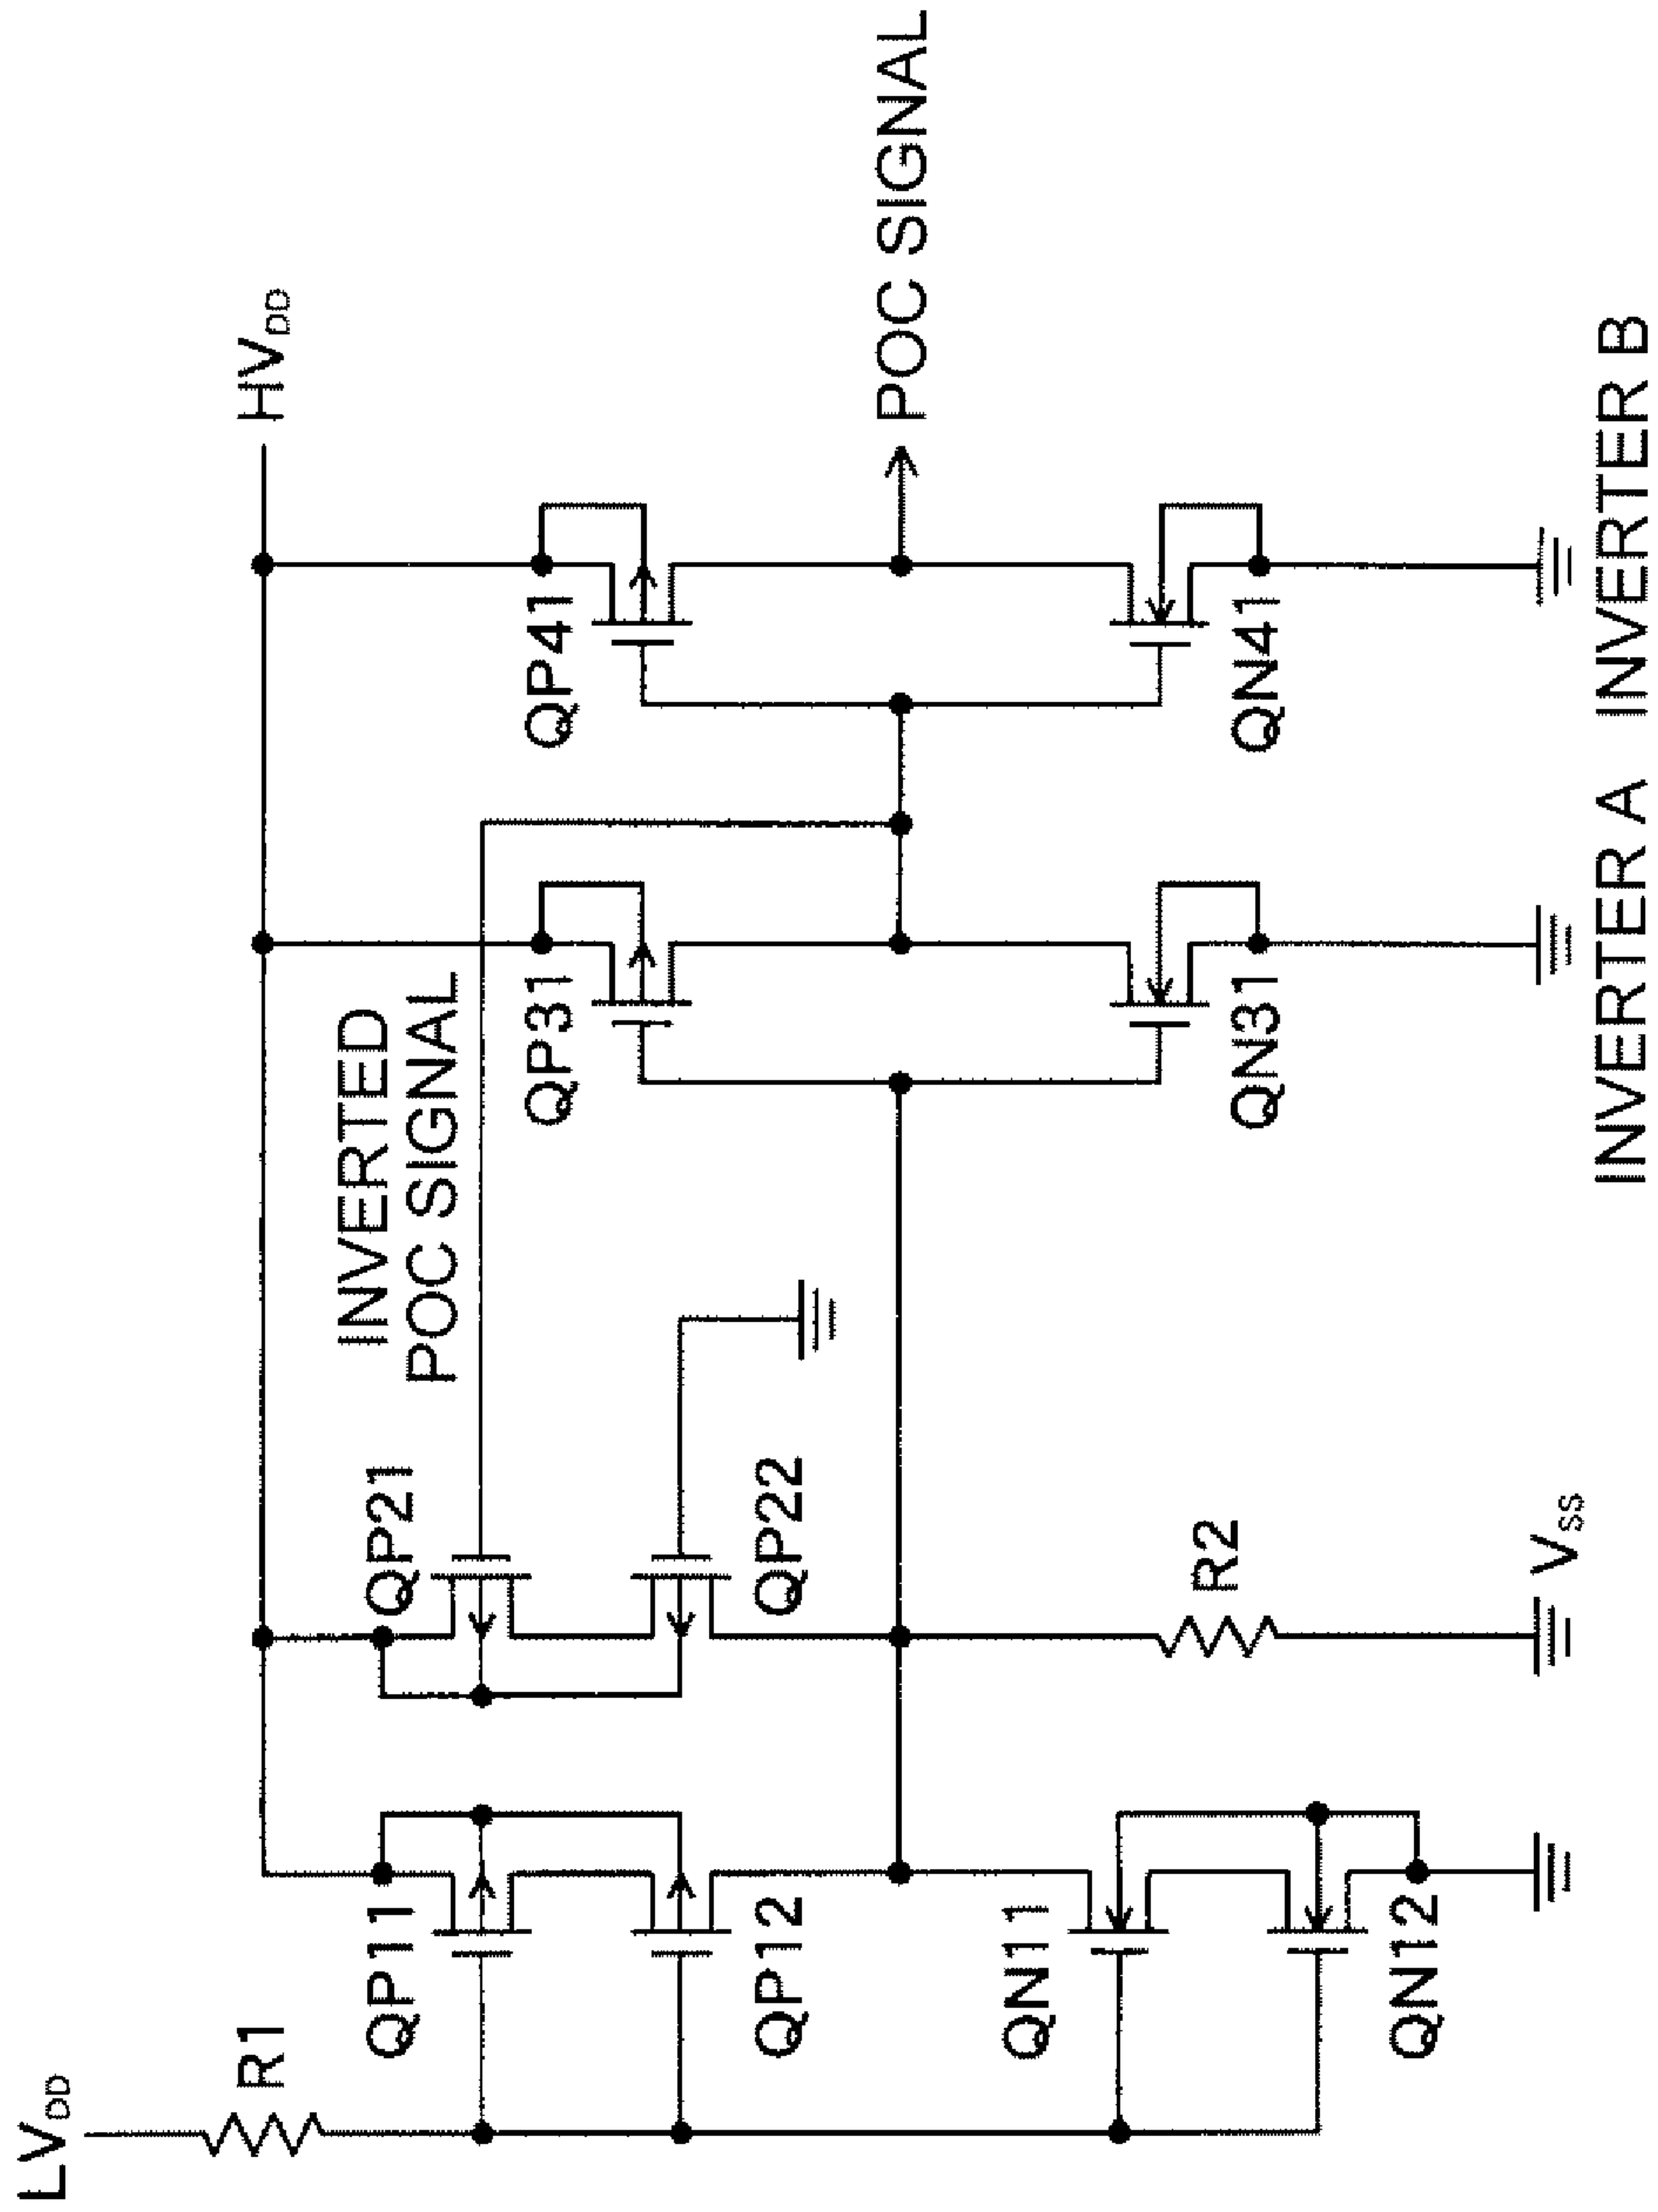 LVDD
R1
HVDD
QP11
QP12
QN11
QN12
QP21
QP22
R2
VSS
INVERTED
POC SIGNAL
QP31
QN31
QP41
QN41
POC SIGNAL
INVERTER A
INVERTER B